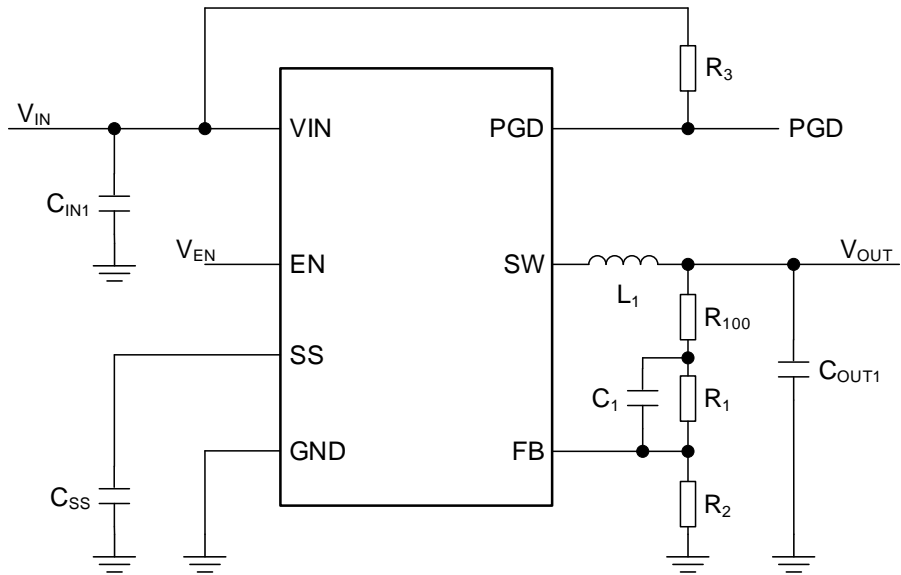 R3
VIN
VIN
PGD
PGD
CIN1
VEN
EN
SW
VOUT
L1
R100
SS
COUT1
C1
R1
GND
FB
CSS
R2